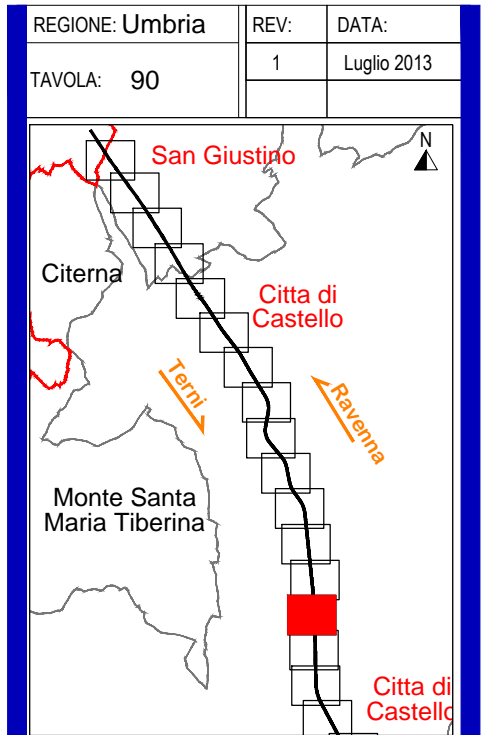 REGIONE: Umbria
REV:
DATA:
TAVOLA: 90
1
Luglio 2013
N
San Giustino
Citerna
Citta di
Castello
Terni
Ravenna
Monte Santa
Maria Tiberina
Citta di
Castello